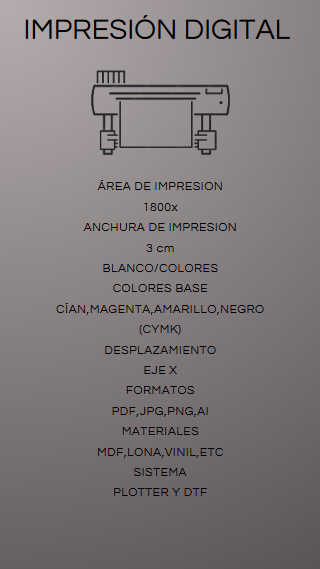 IMPRESIÓN DIGITAL
ÁREA DE IMPRESION
1800x
ANCHURA DE IMPRESION
3 cm
BLANCO/COLORES
COLORES BASE
CÍAN,MAGENTA,AMARILLO,NEGRO
(CYMK)
DESPLAZAMIENTO
EJE X
FORMATOS
PDF,JPG,PNG,AI
MATERIALES
MDF,LONA,VINIL,ETC
SISTEMA
PLOTTER Y DTF